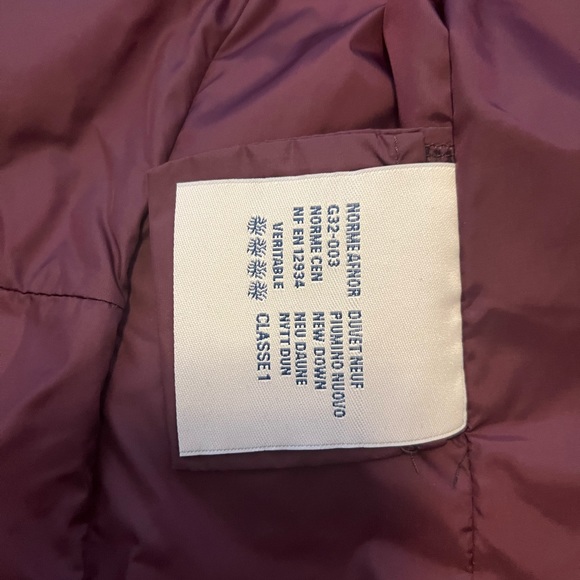 NORME AFNOR DUVET NEUF
G32-003 PIUMINO NUOVO
NORME CEN NEW DOWN
NF EN 12934 NEU DAUNE
VERITABLE NYTT DUN
CLASSE 1